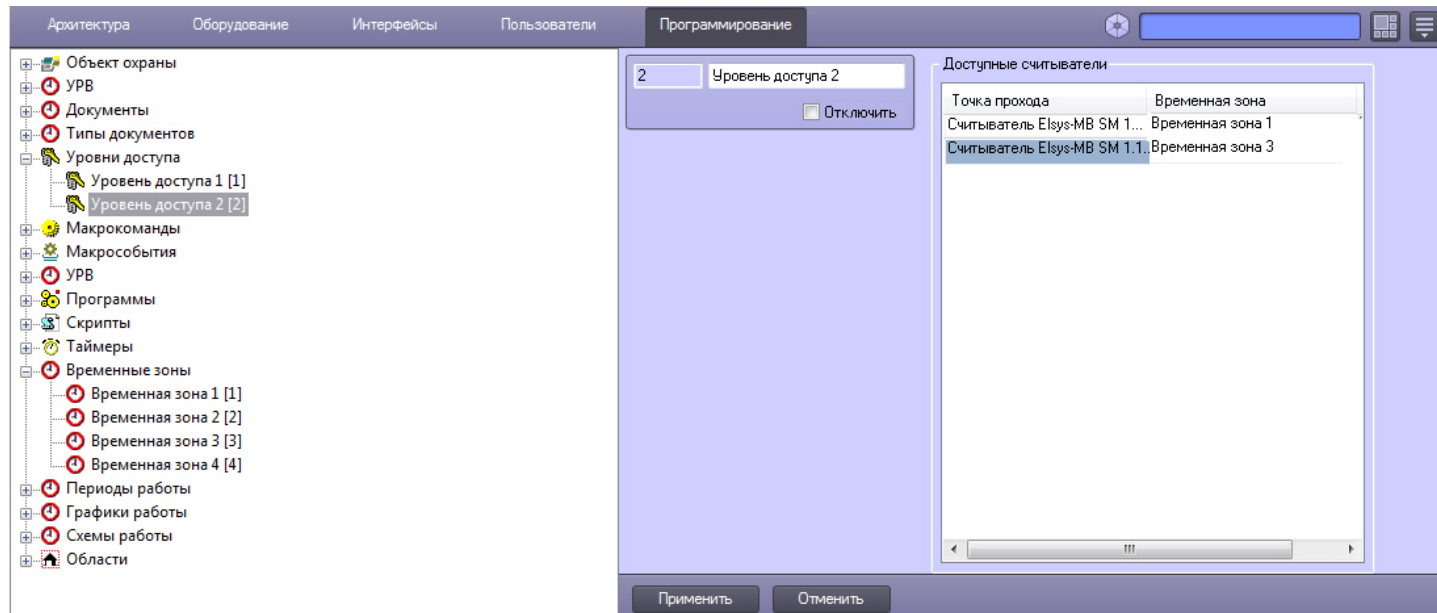 Архитектура Оборудование Интерфейсы Пользователи Программирование
Объект охраны
УРВ
Документы
Типы документов
Уровни доступа
Уровень доступа 1 [1]
Уровень доступа 2 [2]
Макрокоманды
Макрособытия
УРВ
Программы
Скрипты
Таймеры
Временные зоны
Временная зона 1 [1]
Временная зона 2 [2]
Временная зона 3 [3]
Временная зона 4 [4]
Периоды работы
Графики работы
Схемы работы
Области
2 Уровень доступа 2
Отключить
Доступные считыватели
Точка прохода Временная зона
Считыватель Elsys-MB SM 1... Временная зона 1
Считыватель Elsys-MB SM 1.1.. Временная зона 3
Применить Отменить